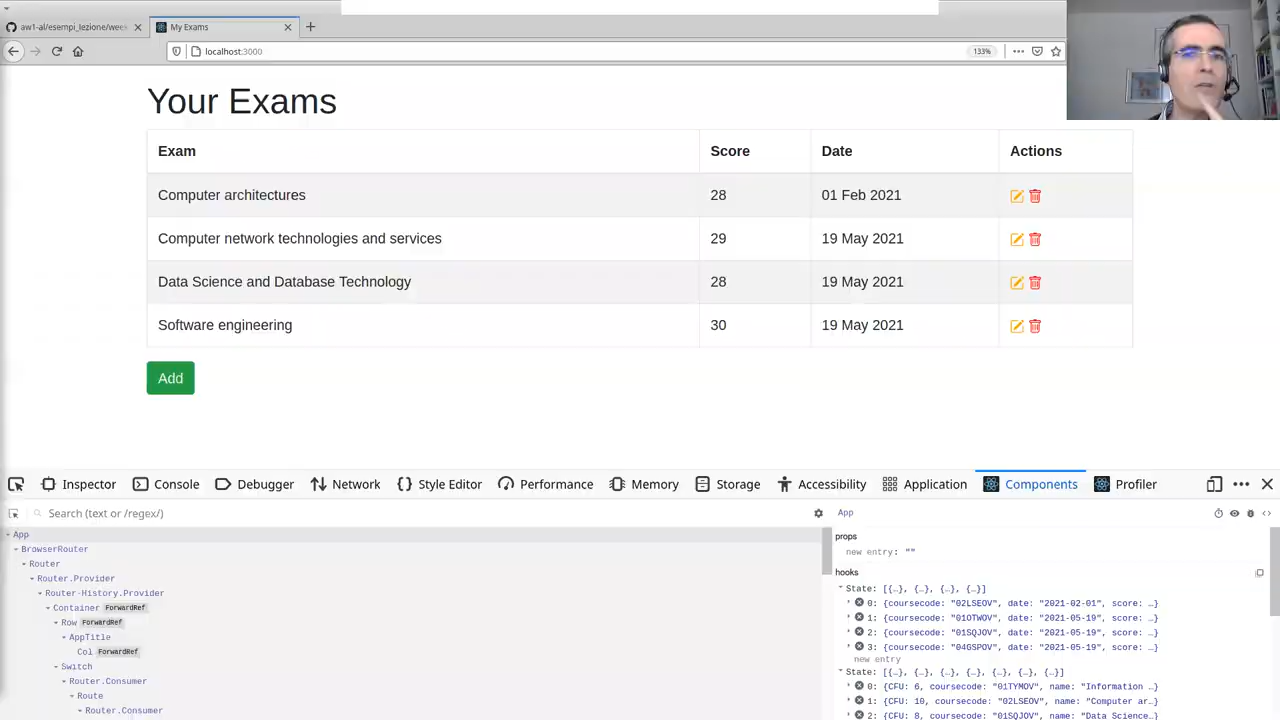 aw1-al/esempi_lezione/week
My Exams
localhost:3000
133%
Your Exams
Exam Score Date Actions
Computer architectures 28 01 Feb 2021
Computer network technologies and services 29 19 May 2021
Data Science and Database Technology 28 19 May 2021
Software engineering 30 19 May 2021
Add
Inspector Console Debugger Network Style Editor Performance Memory Storage Accessibility Application Components Profiler
Search (text or /regex/)
App
BrowserRouter
Router
Router.Provider
Router-History.Provider
Container ForwardRef
Row ForwardRef
AppTitle
Col ForwardRef
Switch
Router.Consumer
Route
Router.Consumer
App
props
new entry: ""
hooks
State: [{…}, {…}, {…}, {…}]
0: {coursecode: "02LSEOV", date: "2021-02-01", score: …}
1: {coursecode: "01OTWOV", date: "2021-05-19", score: …}
2: {coursecode: "01SQJOV", date: "2021-05-19", score: …}
3: {coursecode: "04GSPOV", date: "2021-05-19", score: …}
new entry
State: [{…}, {…}, {…}, {…}, {…}, {…}, {…}]
0: {CFU: 6, coursecode: "01TYMOV", name: "Information …}
1: {CFU: 10, coursecode: "02LSEOV", name: "Computer ar…}
2: {CFU: 8, coursecode: "01SQJOV", name: "Data Science…}